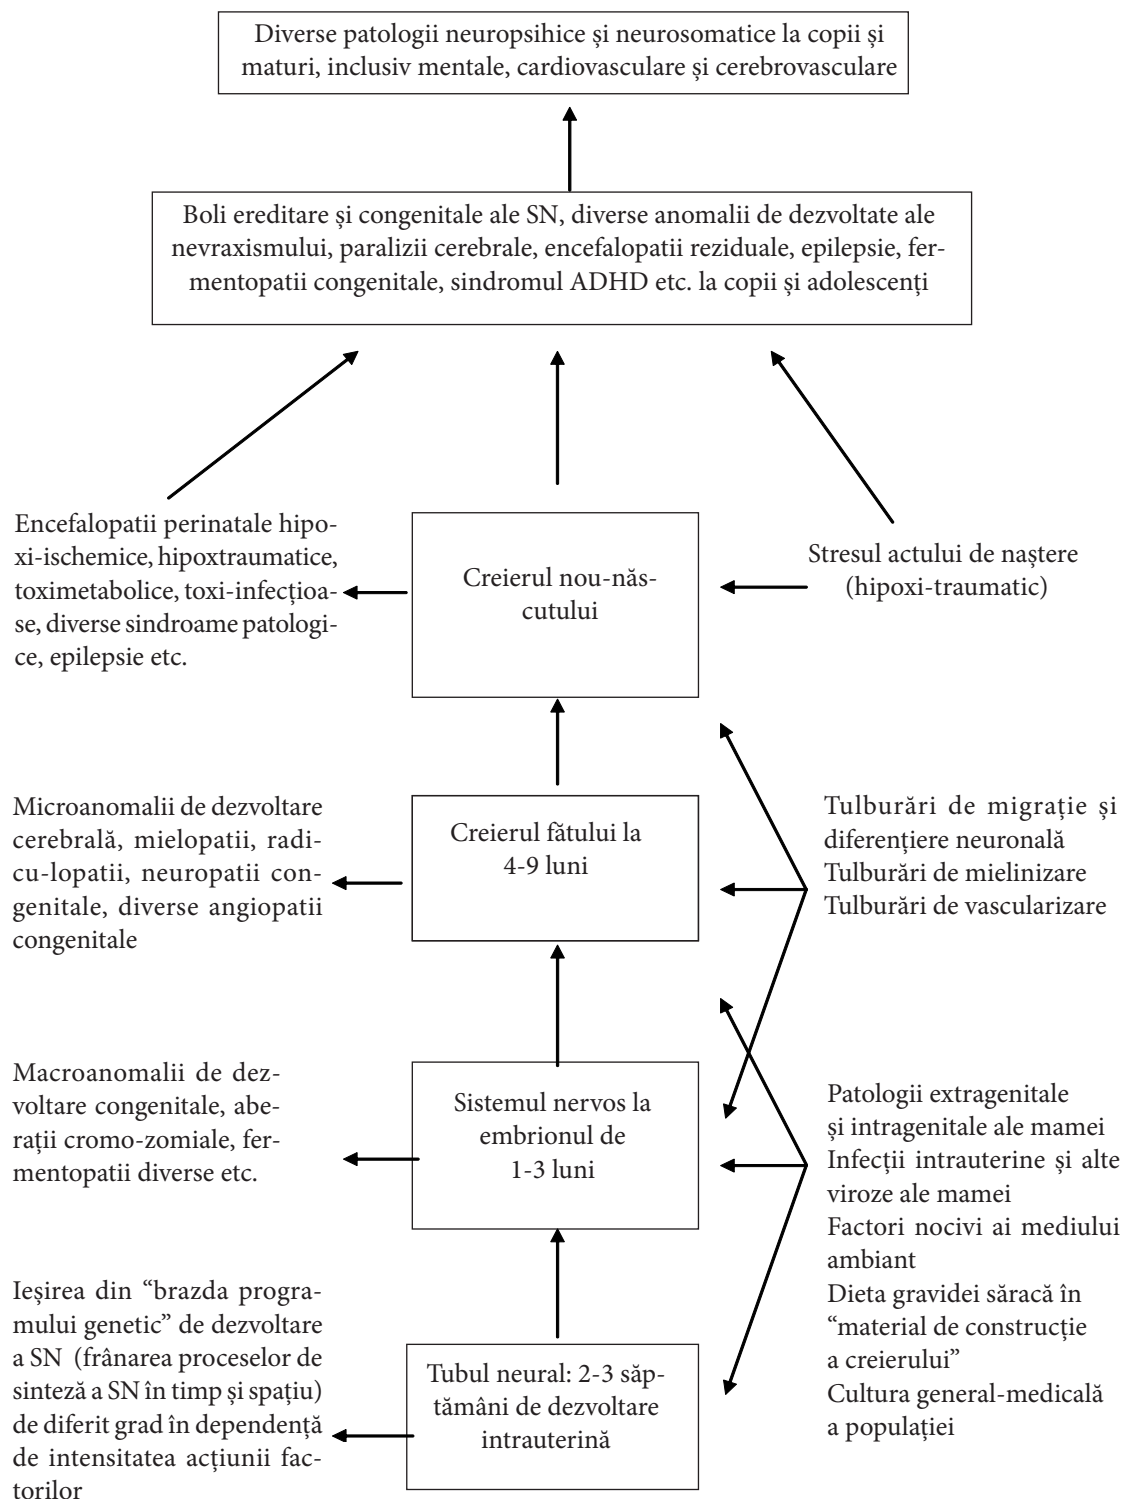 Diverse patologii neuropsihice și neurosomatice la copii și
maturi, inclusiv mentale, cardiovasculare și cerebrovasculare
Boli ereditare și congenitale ale SN, diverse anomalii de dezvoltate ale
nevraxismului, paralizii cerebrale, encefalopatii reziduale, epilepsie, fer-
mentopatii congenitale, sindromul ADHD etc. la copii și adolescenți
Encefalopatii perinatale hipo-
xi-ischemice, hipoxtraumatice,
toximetabolice, toxi-infecțioa-
se, diverse sindroame patologi-
ce, epilepsie etc.
Creierul nou-năs-
cutului
Stresul actului de naștere
(hipoxi-traumatic)
Microanomalii de dezvoltare
cerebrală, mielopatii, radi-
cu-lopatii, neuropatii con-
genitale, diverse angiopatii
congenitale
Creierul fătului la
4-9 luni
Tulburări de migrație și
diferențiere neuronală
Tulburări de mielinizare
Tulburări de vascularizare
Macroanomalii de dez-
voltare congenitale, abe-
rații cromo-zomiale, fer-
mentopatii diverse etc.
Sistemul nervos la
embrionul de
1-3 luni
Patologii extragenitale
și intragenitale ale mamei
Infecții intrauterine și alte
viroze ale mamei
Factori nocivi ai mediului
ambiant
Dieta gravidei săracă în
“material de construcție
a creierului”
Cultura general-medicală
a populației
Ieșirea din “brazda progra-
mului genetic” de dezvoltare
a SN (frânarea proceselor de
sinteză a SN în timp și spațiu)
de diferit grad în dependență
de intensitatea acțiunii fac-
torilor
Tubul neural: 2-3 săp-
tămâni de dezvoltare
intrauterină